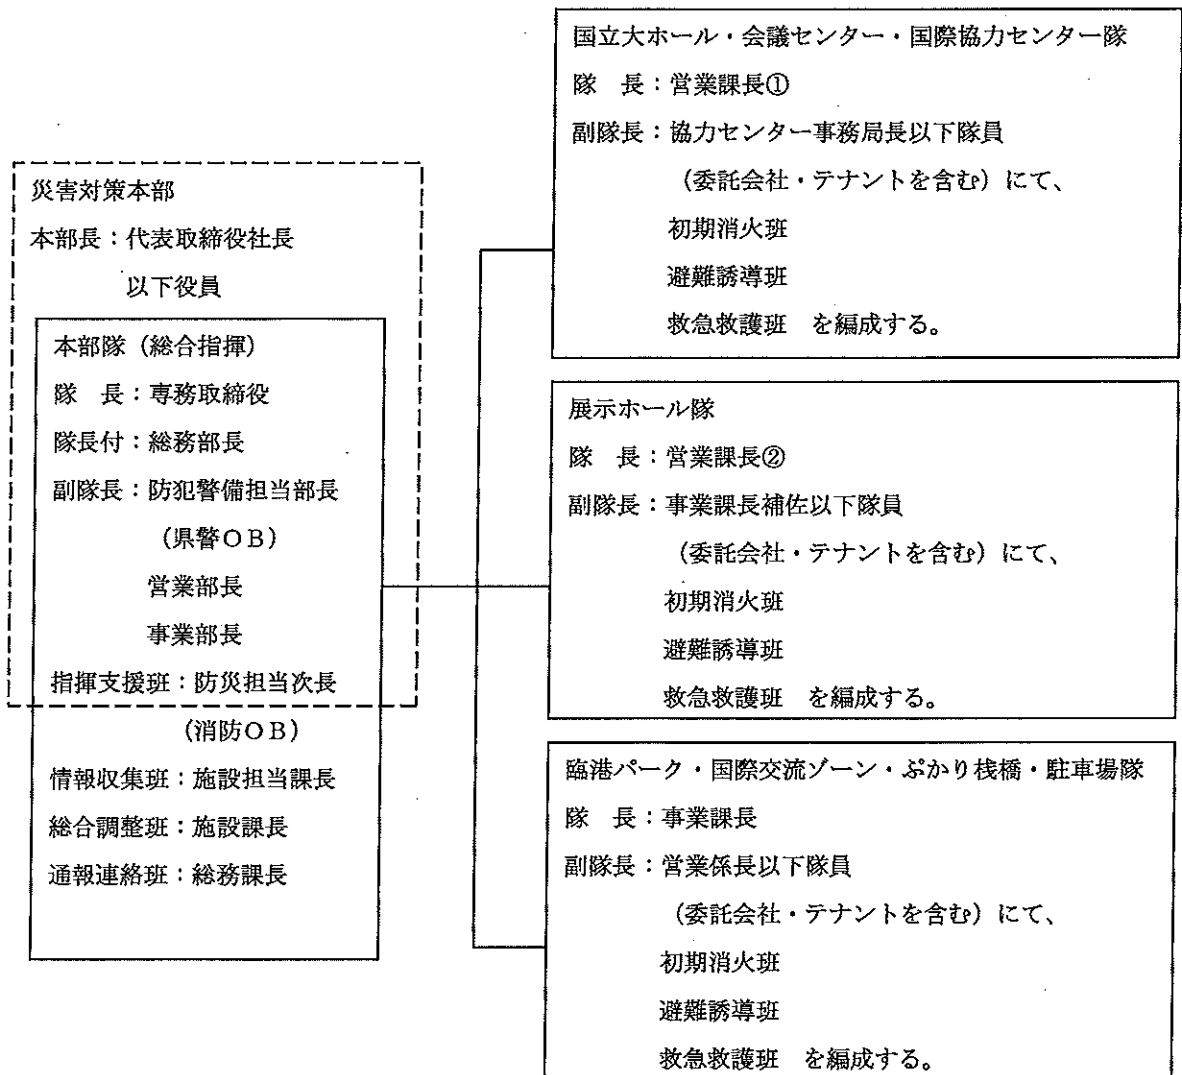 災害対策本部
本部長：代表取締役社長
以下役員
本部隊（総合指揮）
隊　長：専務取締役
隊長付：総務部長
副隊長：防犯警備担当部長
（県警ＯＢ）
営業部長
事業部長
指揮支援班：防災担当次長
（消防ＯＢ）
情報収集班：施設担当課長
総合調整班：施設課長
通報連絡班：総務課長
国立大ホール・会議センター・国際協力センター隊
隊　長：営業課長①
副隊長：協力センター事務局長以下隊員
（委託会社・テナントを含む）にて、
初期消火班
避難誘導班
救急救護班　を編成する。
展示ホール隊
隊　長：営業課長②
副隊長：事業課長補佐以下隊員
（委託会社・テナントを含む）にて、
初期消火班
避難誘導班
救急救護班　を編成する。
臨港パーク・国際交流ゾーン・ぷかり桟橋・駐車場隊
隊　長：事業課長
副隊長：営業係長以下隊員
（委託会社・テナントを含む）にて、
初期消火班
避難誘導班
救急救護班　を編成する。